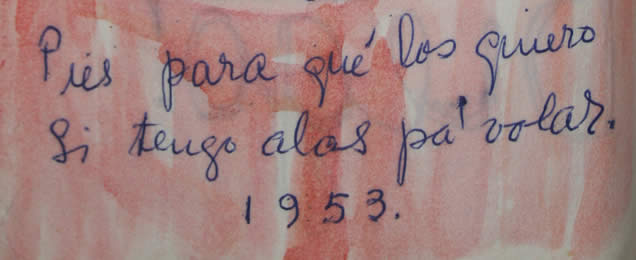 Pies para qué los quiero
Si tengo alas pa' volar.
1953.